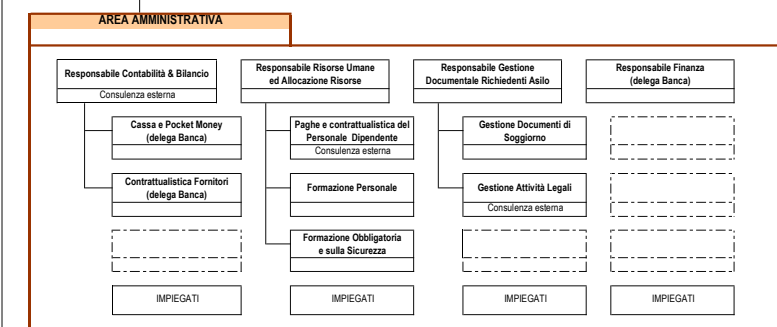 AREA AMMINISTRATIVA
Responsabile Contabilità & Bilancio
Consulenza esterna
Responsabile Risorse Umane
ed Allocazione Risorse
Responsabile Gestione
Documentale Richiedenti Asilo
Responsabile Finanza
(delega Banca)
Cassa e Pocket Money
(delega Banca)
Paghe e contrattualistica del
Personale Dipendente
Consulenza esterna
Gestione Documenti di
Soggiorno
Contrattualistica Fornitori
(delega Banca)
Formazione Personale
Gestione Attività Legali
Consulenza esterna
Formazione Obbligatoria
e sulla Sicurezza
IMPIEGATI
IMPIEGATI
IMPIEGATI
IMPIEGATI